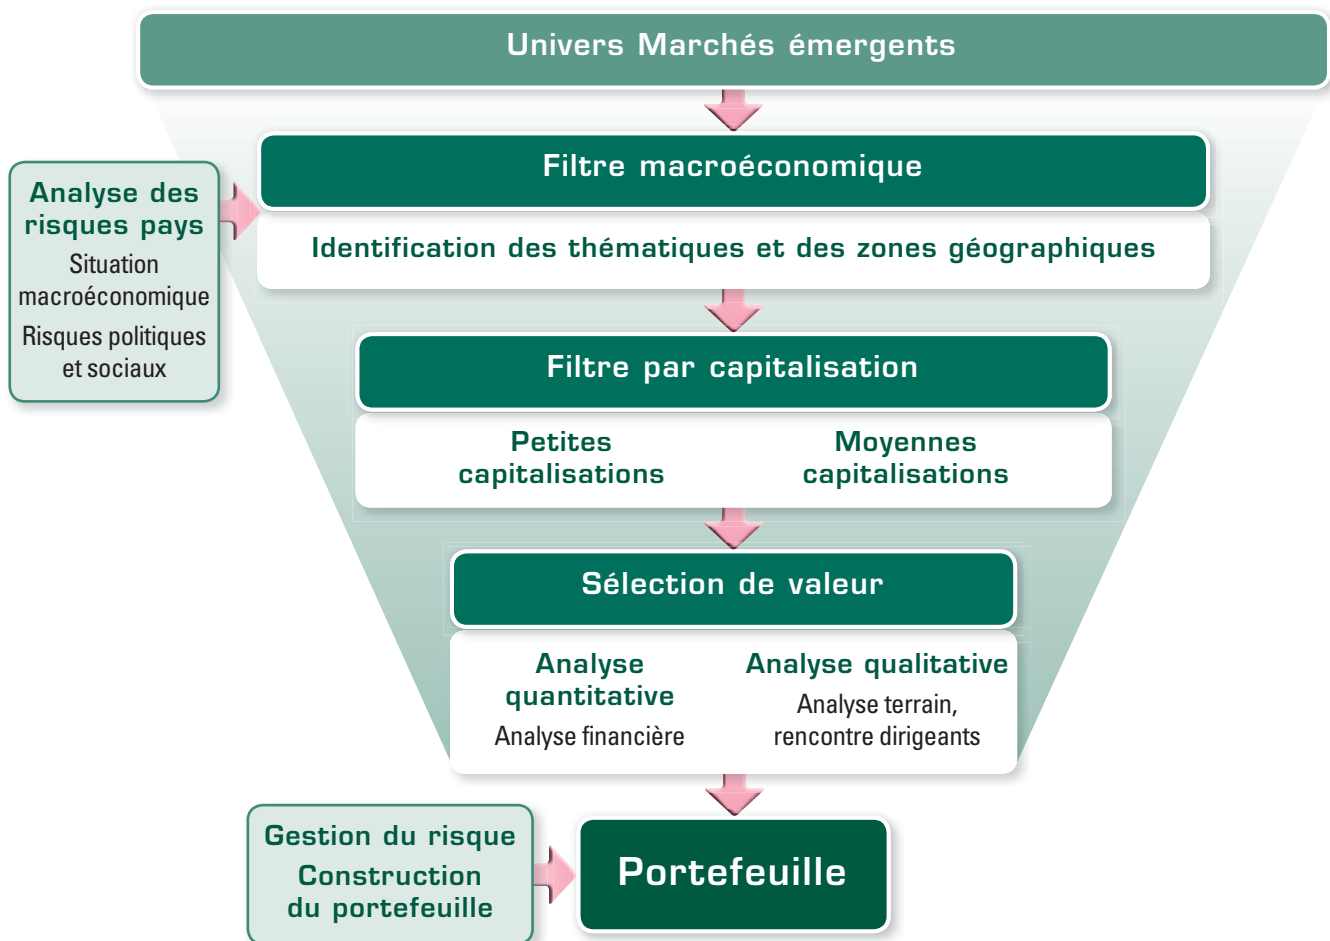 Univers Marchés émergents
Filtre macroéconomique
Identification des thématiques et des zones géographiques
Analyse des
risques pays
Situation
macroéconomique
Risques politiques
et sociaux
Filtre par capitalisation
Petites
capitalisations
Moyennes
capitalisations
Sélection de valeur
Analyse
quantitative
Analyse financière
Analyse qualitative
Analyse terrain,
rencontre dirigeants
Gestion du risque
Construction
du portefeuille
Portefeuille